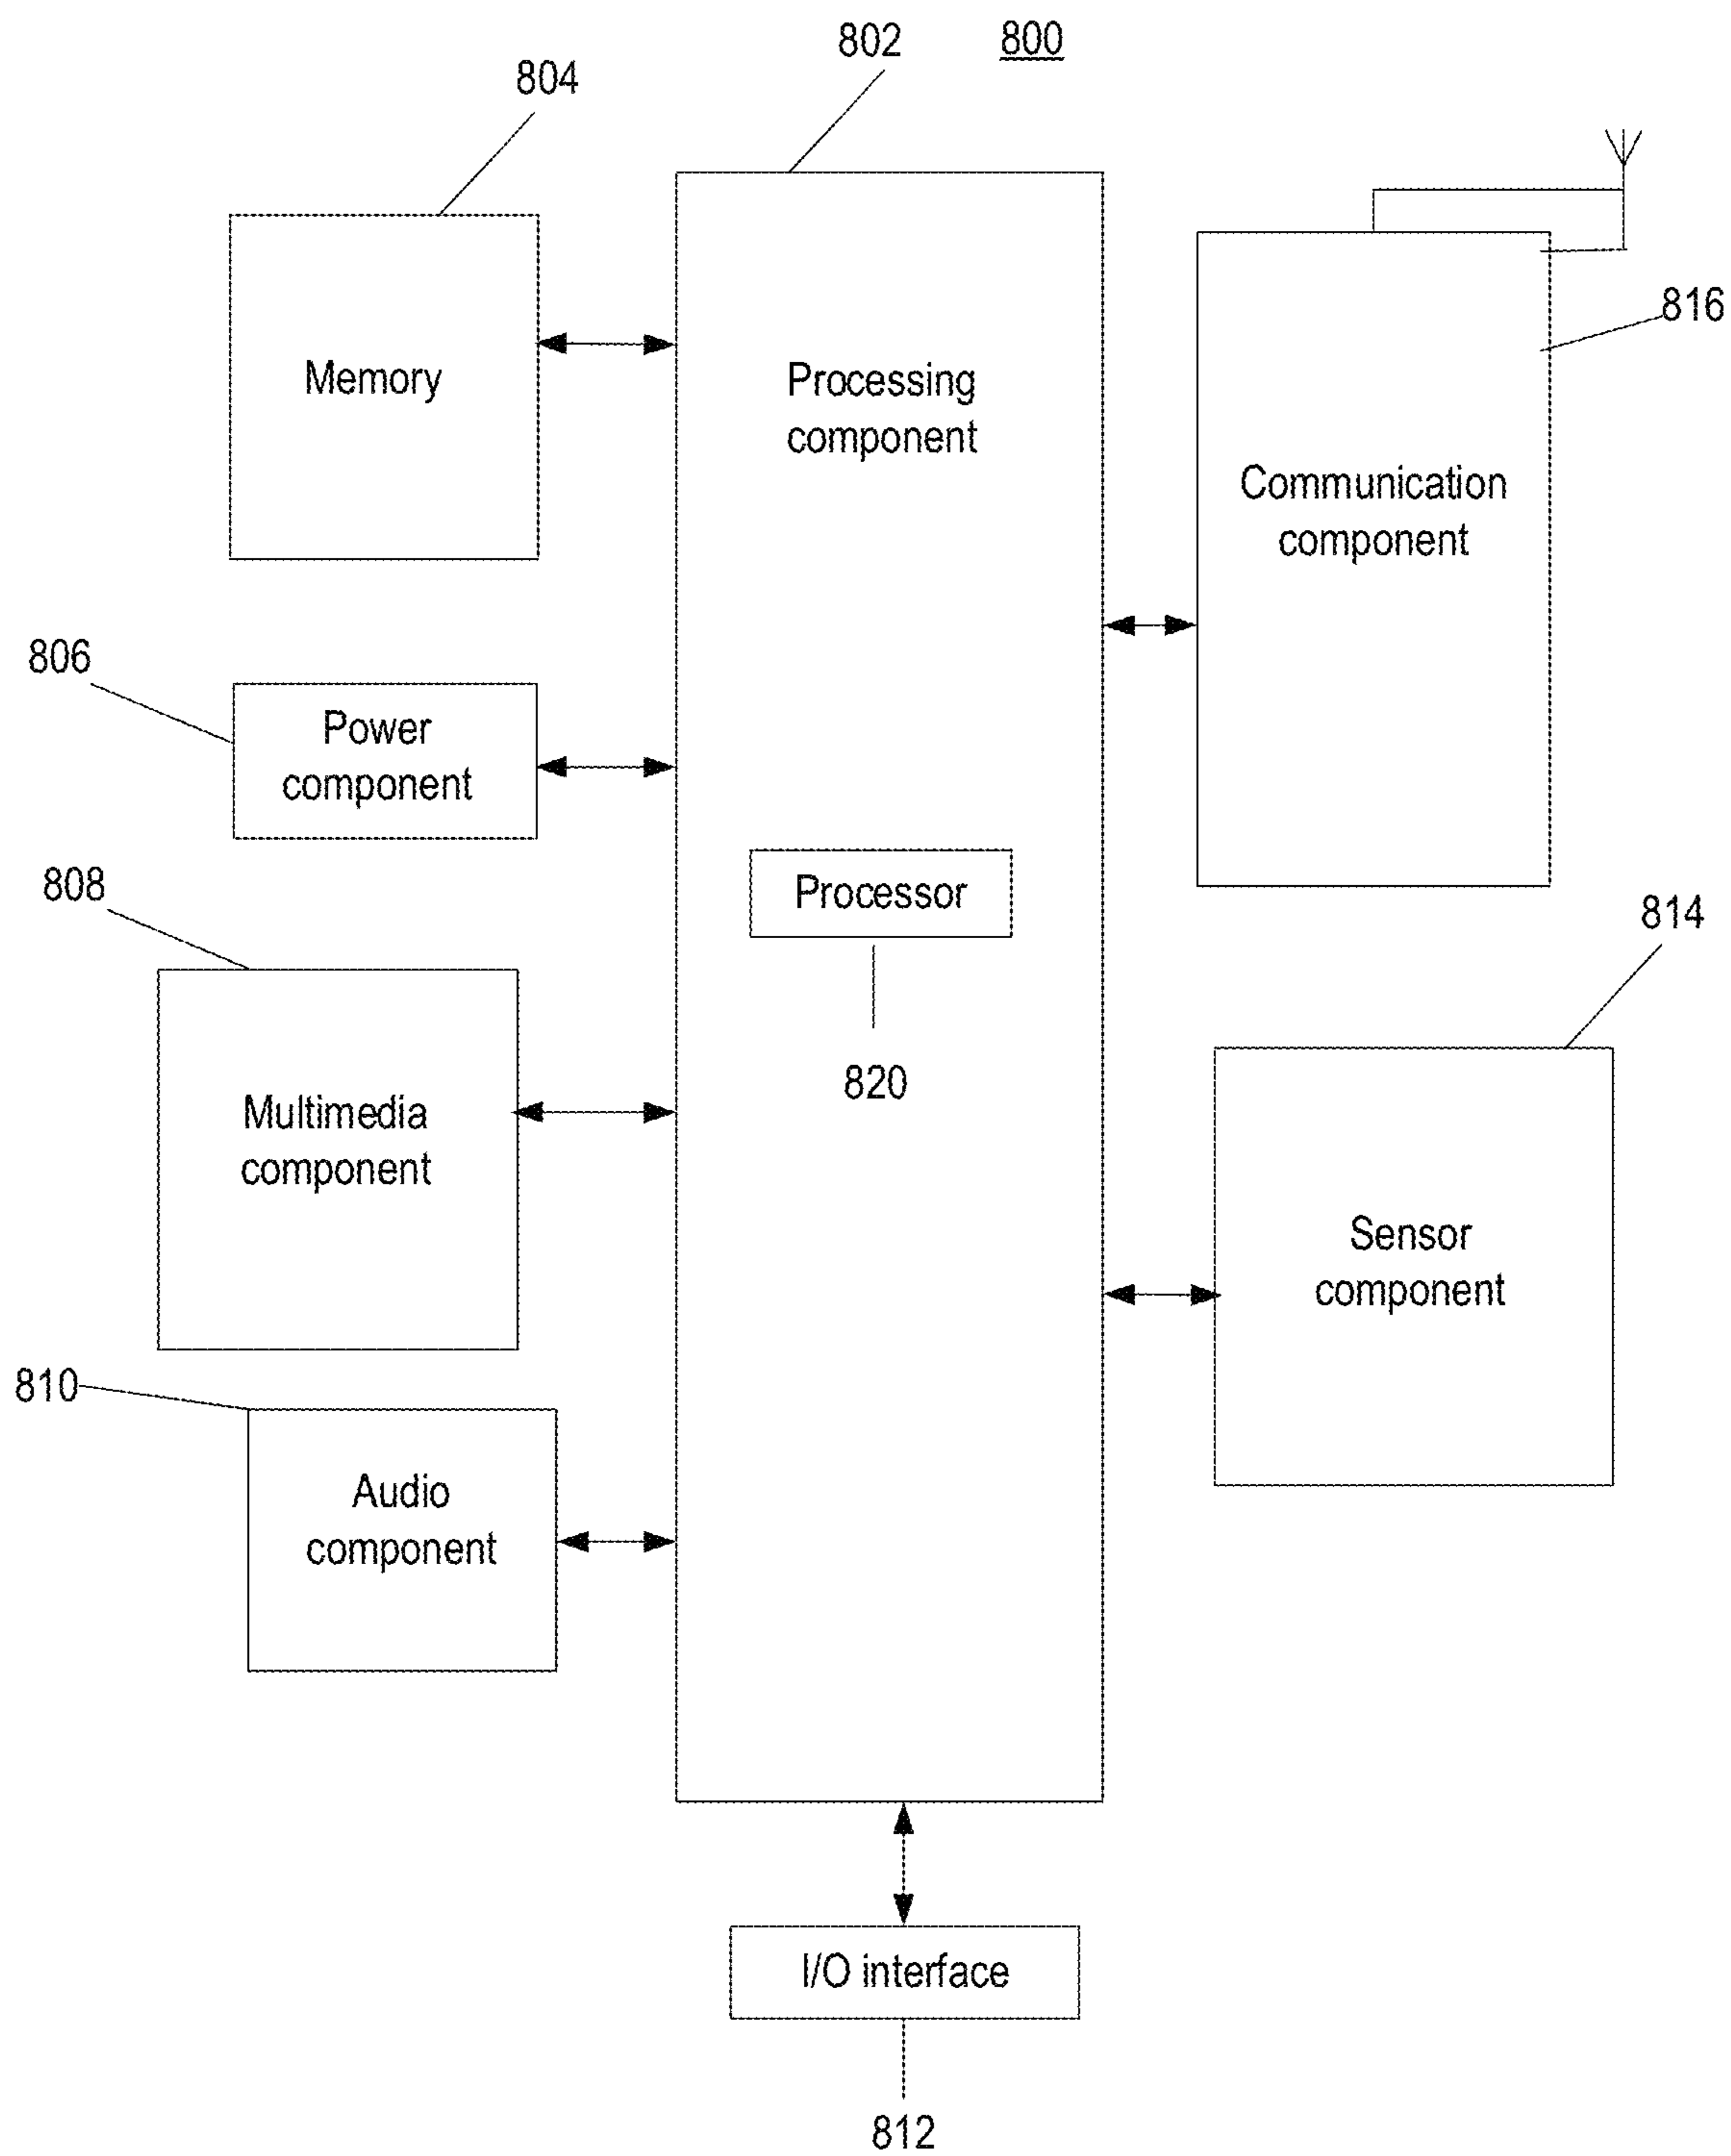 802
800
804
816
Memory
Processing
component
Communication
component
806
Power
component
808
Processor
814
820
Multimedia
component
Sensor
component
810
Audio
component
I/O interface
812